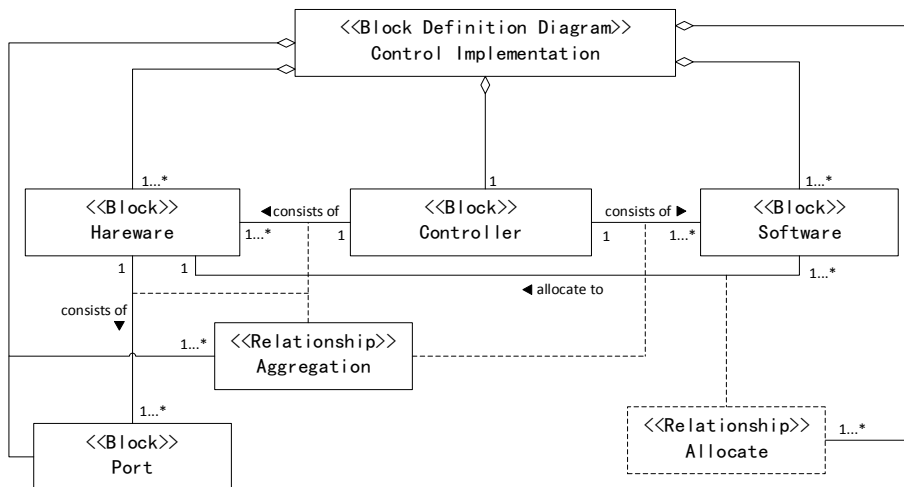 <<Block Definition Diagram>>
Control Implementation
1...*
1
1...*
<<Block>>
Hareware
◄ consists of
1...*
1
<<Block>>
Controller
consists of ►
1
1...*
<<Block>>
Software
1
1
1...*
◄ allocate to
consists of
▼
1...*
<<Relationship>>
Aggregation
1...*
<<Block>>
Port
<<Relationship>>
Allocate
1...*